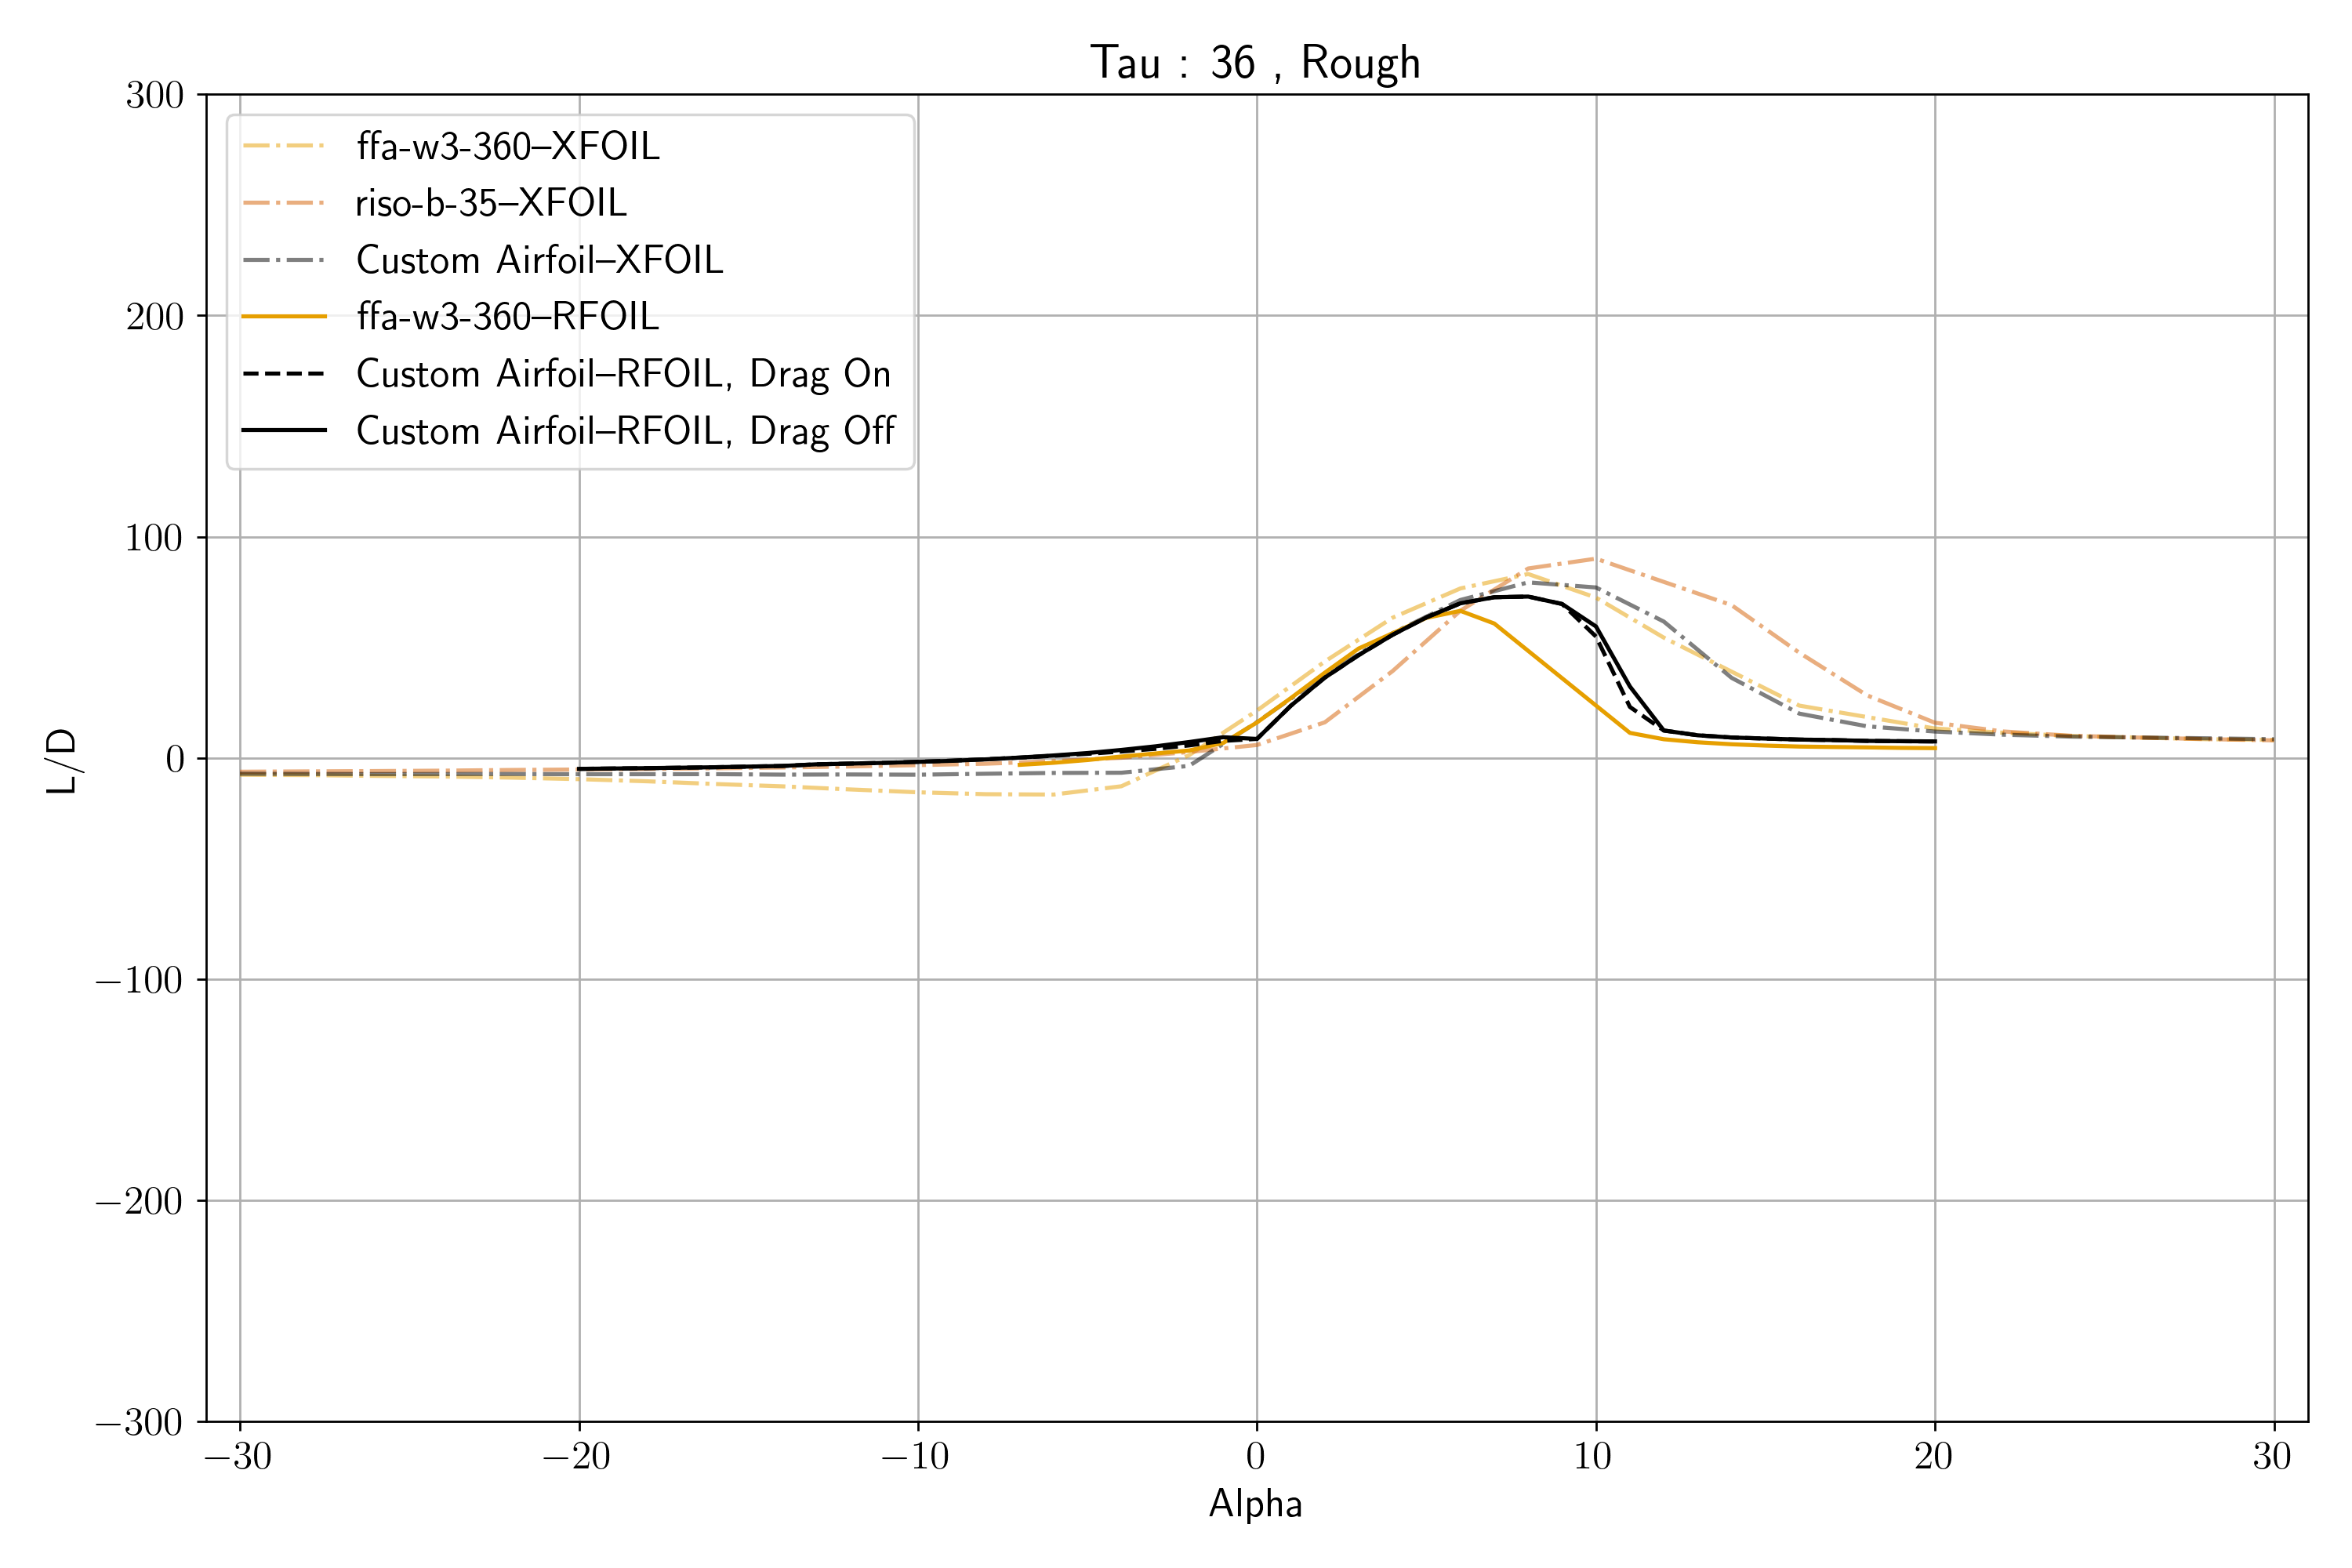 Tau : 36 , Rough
300
200
100
0
−100
−200
−300
L/D
ffa-w3-360–XFOIL
riso-b-35–XFOIL
Custom Airfoil–XFOIL
ffa-w3-360–RFOIL
Custom Airfoil–RFOIL, Drag On
Custom Airfoil–RFOIL, Drag Off
−30 −20 −10 0 10 20 30
Alpha